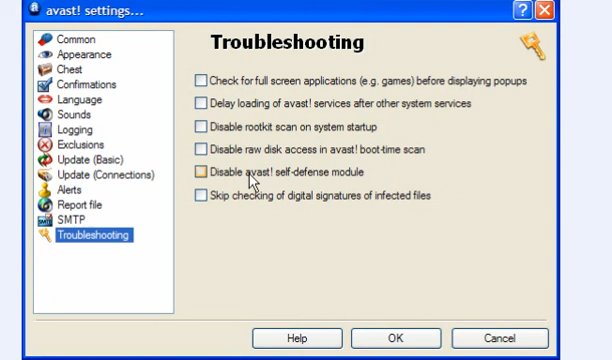 avast! settings...
Common
Appearance
Chest
Confirmations
Language
Sounds
Logging
Exclusions
Update (Basic)
Update (Connections)
Alerts
Report file
SMTP
Troubleshooting
Troubleshooting
Check for full screen applications (e.g. games) before displaying popups
Delay loading of avast! services after other system services
Disable rootkit scan on system startup
Disable raw disk access in avast! boot-time scan
Disable avast! self-defense module
Skip checking of digital signatures of infected files
Help
OK
Cancel